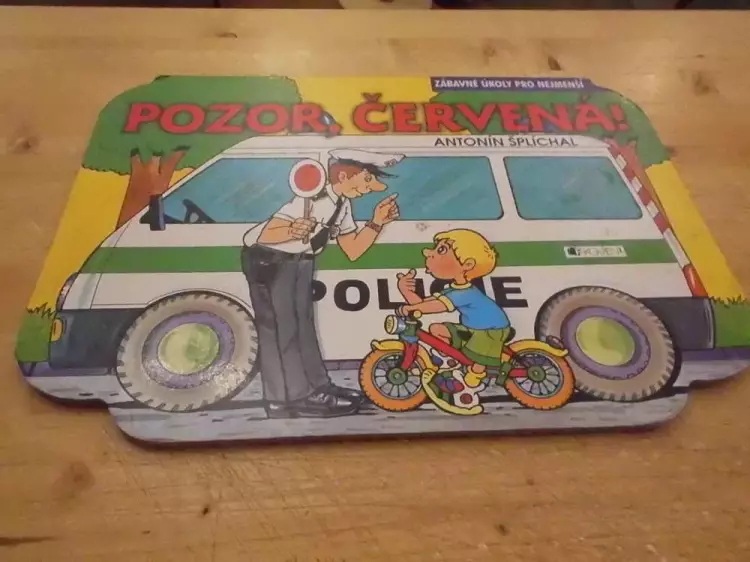 ZÁBAVNÉ ÚKOLY PRO NEJMENŠÍ
POZOR, ČERVENÁ!
ANTONÍN ŠPLÍCHAL
POLICIE